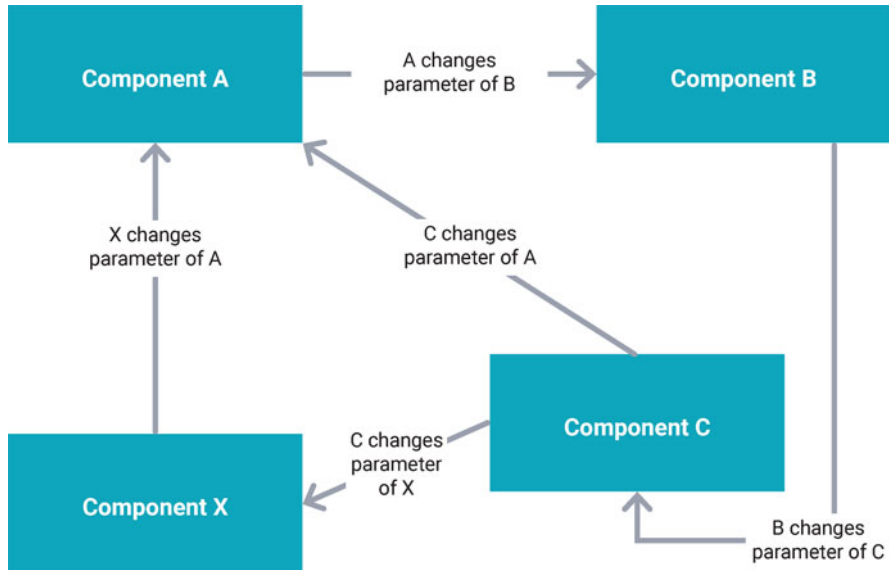 Component A
A changes
parameter of B
Component B
X changes
parameter of A
C changes
parameter of A
Component C
C changes
parameter
of X
Component X
B changes
parameter of C